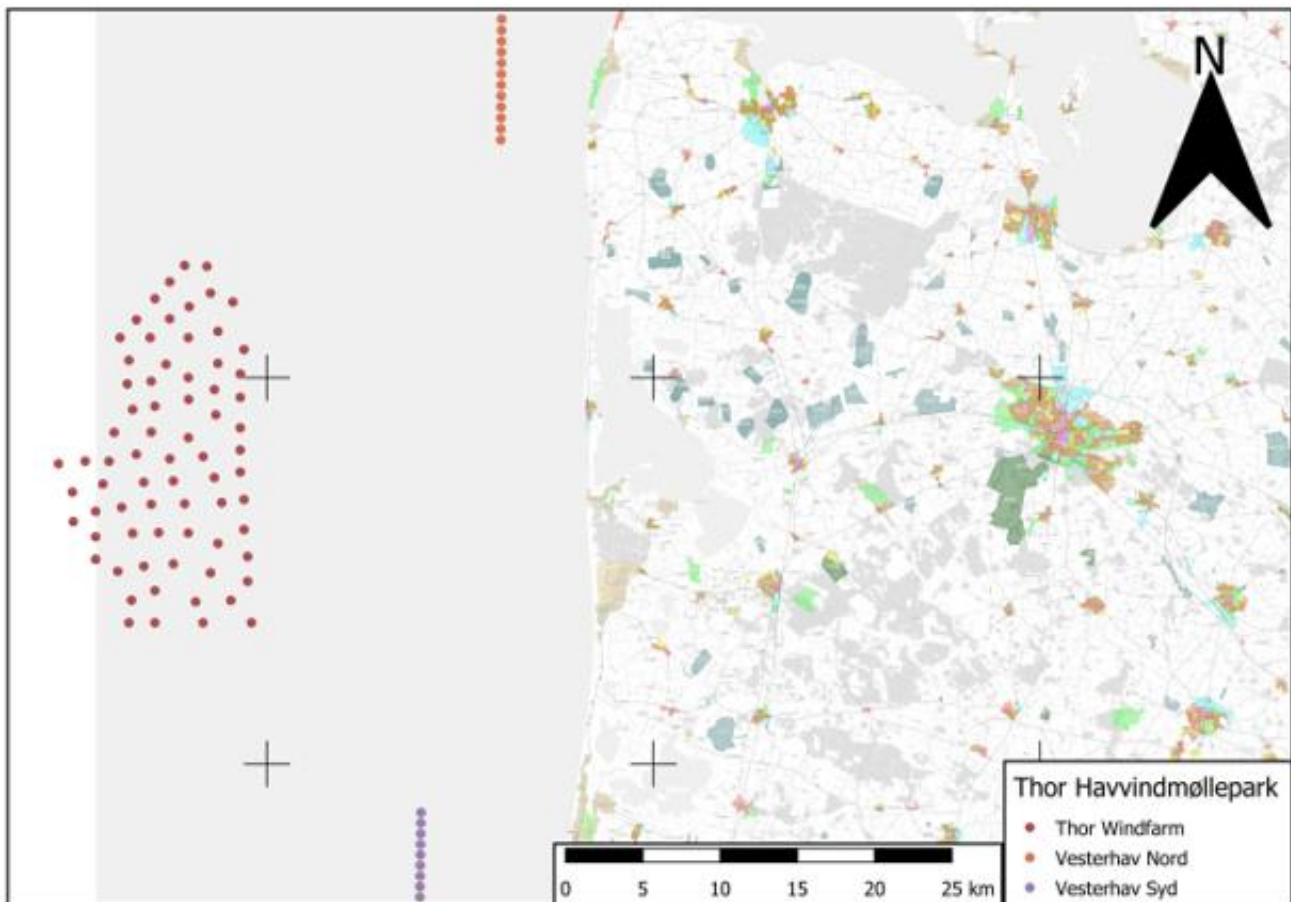 N
Thor Havvindmøllepark
Thor Windfarm
Vesterhav Nord
Vesterhav Syd
0 5 10 15 20 25 km